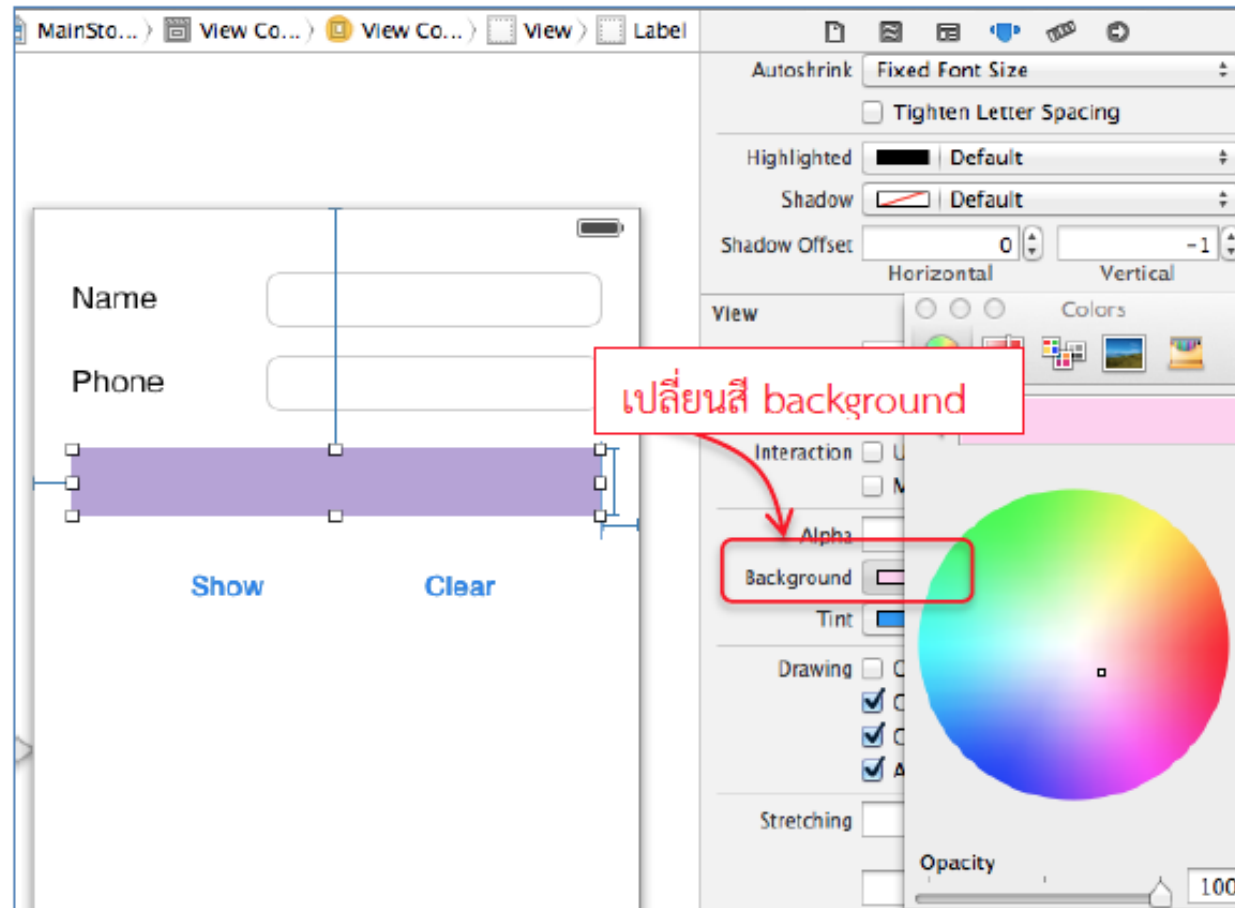 MainSto... 〉 View Co... 〉 View Co... 〉 View 〉 Label
Autoshrink Fixed Font Size
Tighten Letter Spacing
Highlighted Default
Shadow Default
Shadow Offset 0 -1
Horizontal Vertical
View
Colors
Name
Phone
เปลี่ยนสี background
Interaction U
M
Alpha
Background
Tint
Show Clear
Drawing O
C
C
A
Stretching
Opacity
100